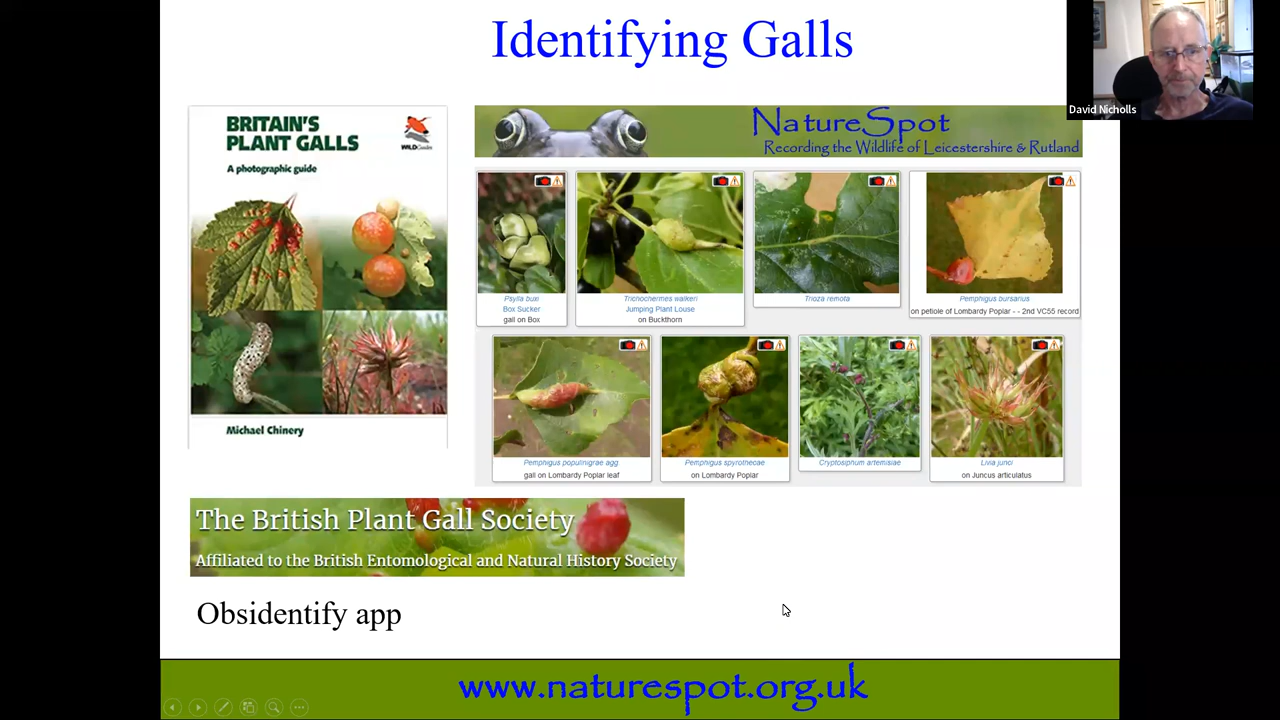 Identifying Galls
David Nicholls
BRITAIN'S
PLANT GALLS
WILDGuides
A photographic guide
Michael Chinery
NatureSpot
Recording the Wildlife of Leicestershire & Rutland
Psylla buxi
Box Sucker
gall on Box
Trichochermes walkeri
Jumping Plant Louse
on Buckthorn
Trioza remota
Pemphigus bursarius
on petiole of Lombardy Poplar - - 2nd VC55 record
Pemphigus populinigrae agg
gall on Lombardy Poplar leaf
Pemphigus spyrothecae
on Lombardy Poplar
Cryptosiphum artemisiae
Livia junci
on Juncus articulatus
The British Plant Gall Society
Affiliated to the British Entomological and Natural History Society
Obsidentify app
www.naturespot.org.uk